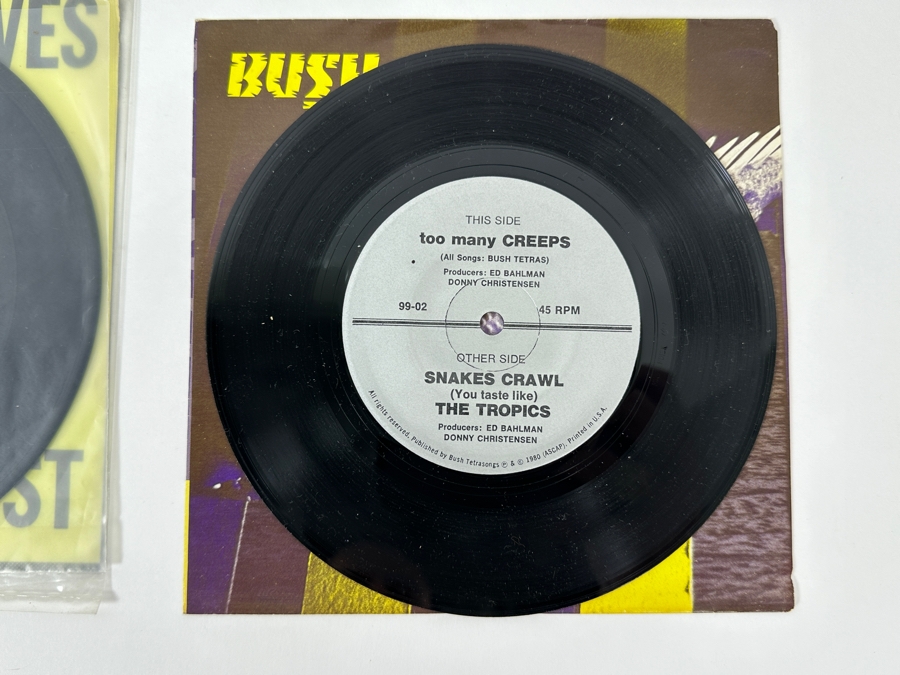 VES
ST
BUSH
THIS SIDE
too many CREEPS
(All Songs: BUSH TETRAS)
Producers: ED BAHLMAN
DONNY CHRISTENSEN
99-02
45 RPM
OTHER SIDE
SNAKES CRAWL
(You taste like)
THE TROPICS
Producers: ED BAHLMAN
DONNY CHRISTENSEN
All rights reserved. Published by Bush Tetrasongs ℗ & © 1980 (ASCAP). Printed in U.S.A.